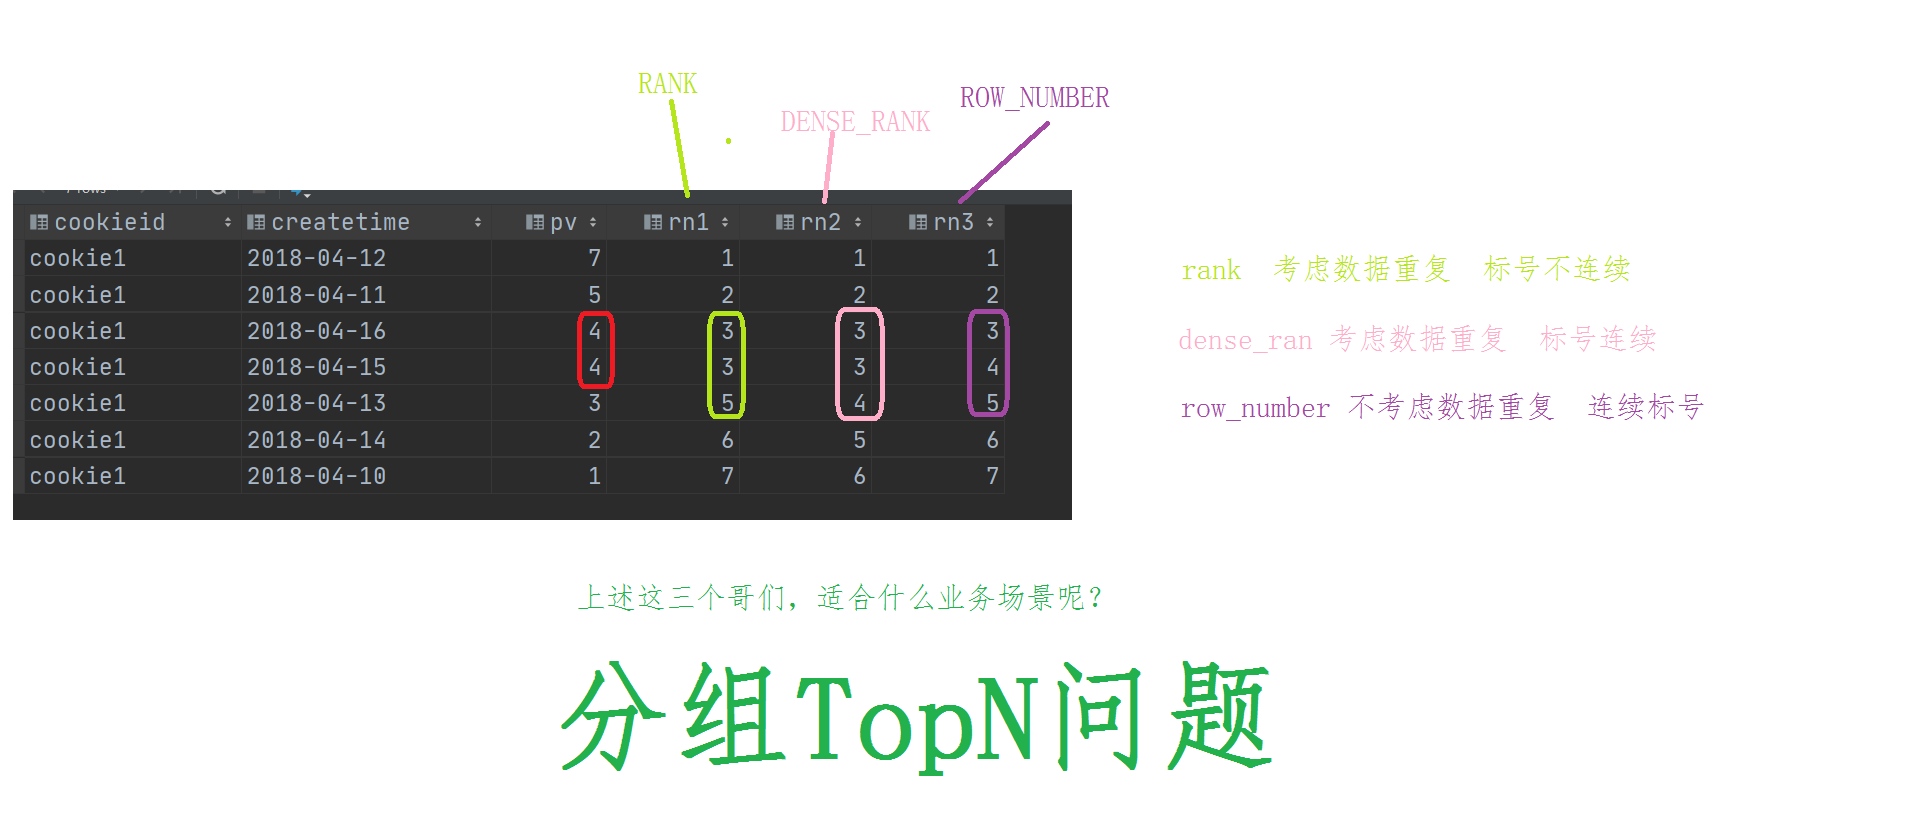 RANK
DENSE_RANK
ROW_NUMBER
cookieid createtime pv rn1 rn2 rn3
cookie1 2018-04-12 7 1 1 1
cookie1 2018-04-11 5 2 2 2
cookie1 2018-04-16 4 3 3 3
cookie1 2018-04-15 4 3 3 4
cookie1 2018-04-13 3 5 4 5
cookie1 2018-04-14 2 6 5 6
cookie1 2018-04-10 1 7 6 7
rank 考虑数据重复 标号不连续
dense_ran 考虑数据重复 标号连续
row_number 不考虑数据重复 连续标号
上述这三个哥们，适合什么业务场景呢？
分组TopN问题